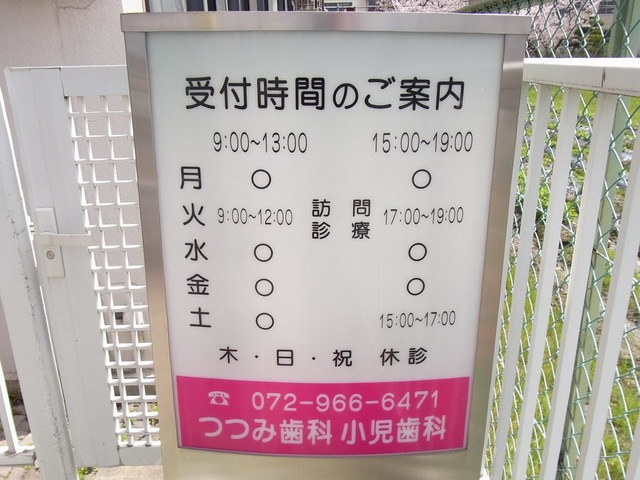 受付時間のご案内
9:00~13:00 15:00~19:00
月 ○ ○
火 9:00~12:00 訪問診療 17:00~19:00
水 ○ ○
金 ○ ○
土 ○ 15:00~17:00
木・日・祝 休診
☎ 072-966-6471
つつみ歯科 小児歯科